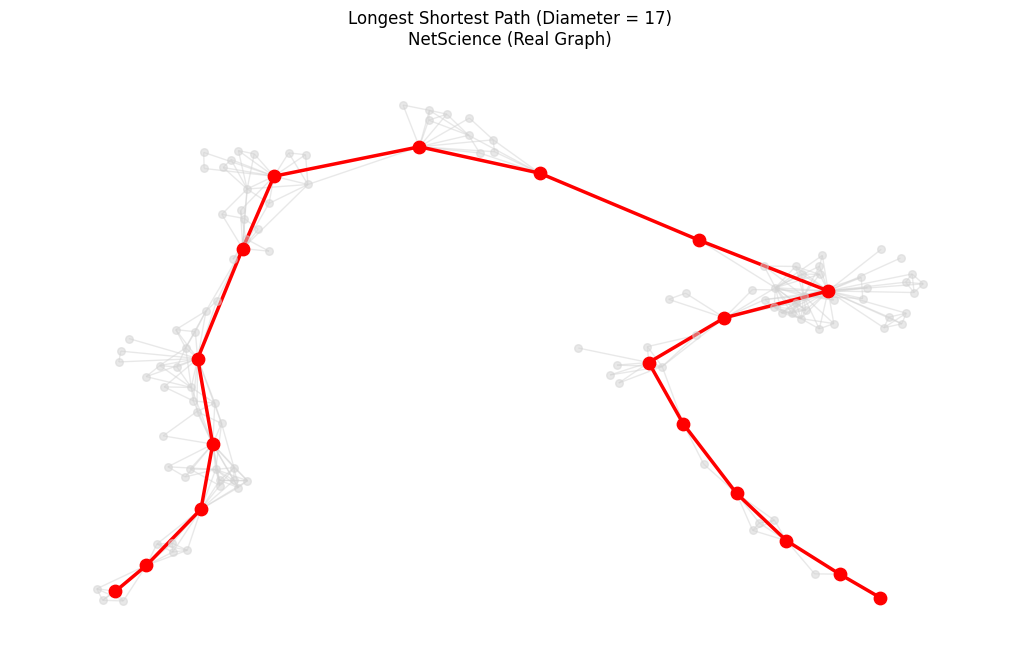 Longest Shortest Path (Diameter = 17)
NetScience (Real Graph)